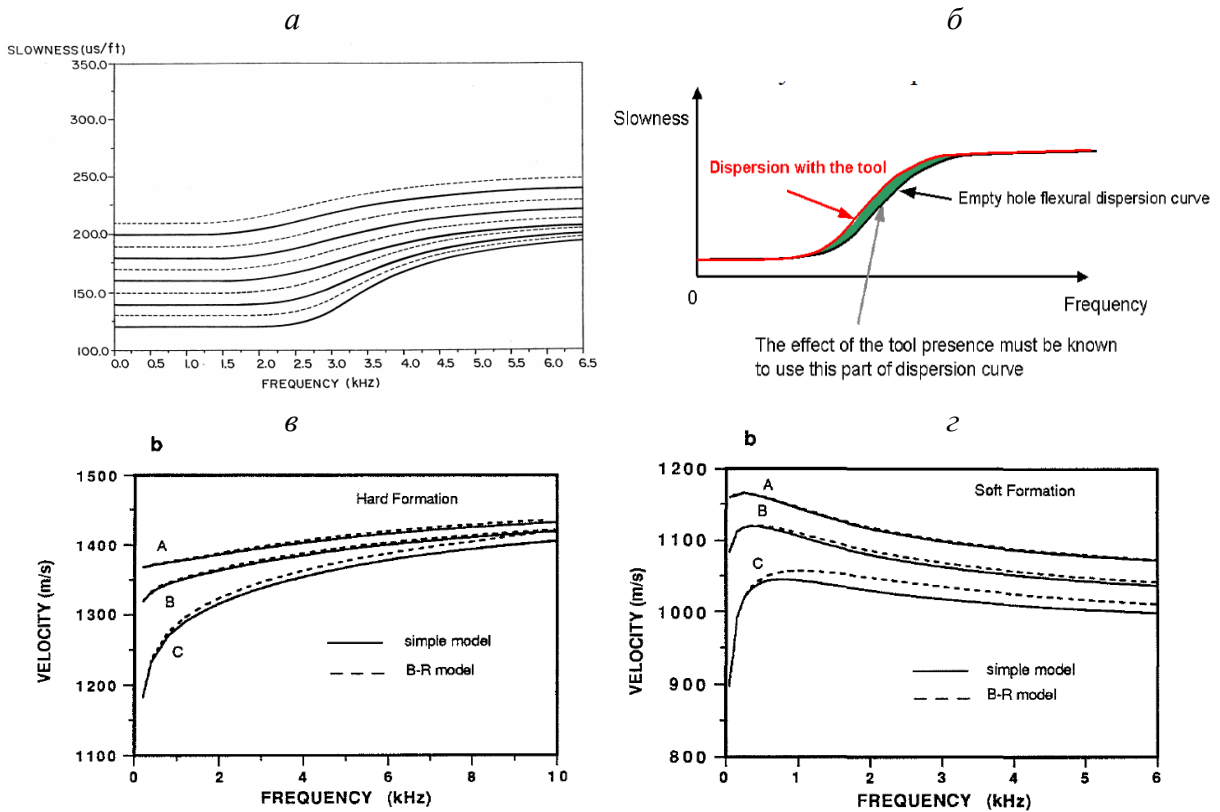 а
SLOWNESS (us/ft)
350.0
300.0
250.0
200.0
150.0
100.0
0.0 0.5 1.0 1.5 2.0 2.5 3.0 3.5 4.0 4.5 5.0 5.5 6.0 6.5
FREQUENCY (kHz)
б
Slowness
Dispersion with the tool
Empty hole flexural dispersion curve
0
Frequency
The effect of the tool presence must be known
to use this part of dispersion curve
в
b
1500
1400
1300
1200
1100
VELOCITY (m/s)
Hard Formation
A
B
C
simple model
B-R model
0 2 4 6 8 10
FREQUENCY (kHz)
г
b
1200
1100
1000
900
800
VELOCITY (m/s)
Soft Formation
A
B
C
simple model
B-R model
0 1 2 3 4 5 6
FREQUENCY (kHz)